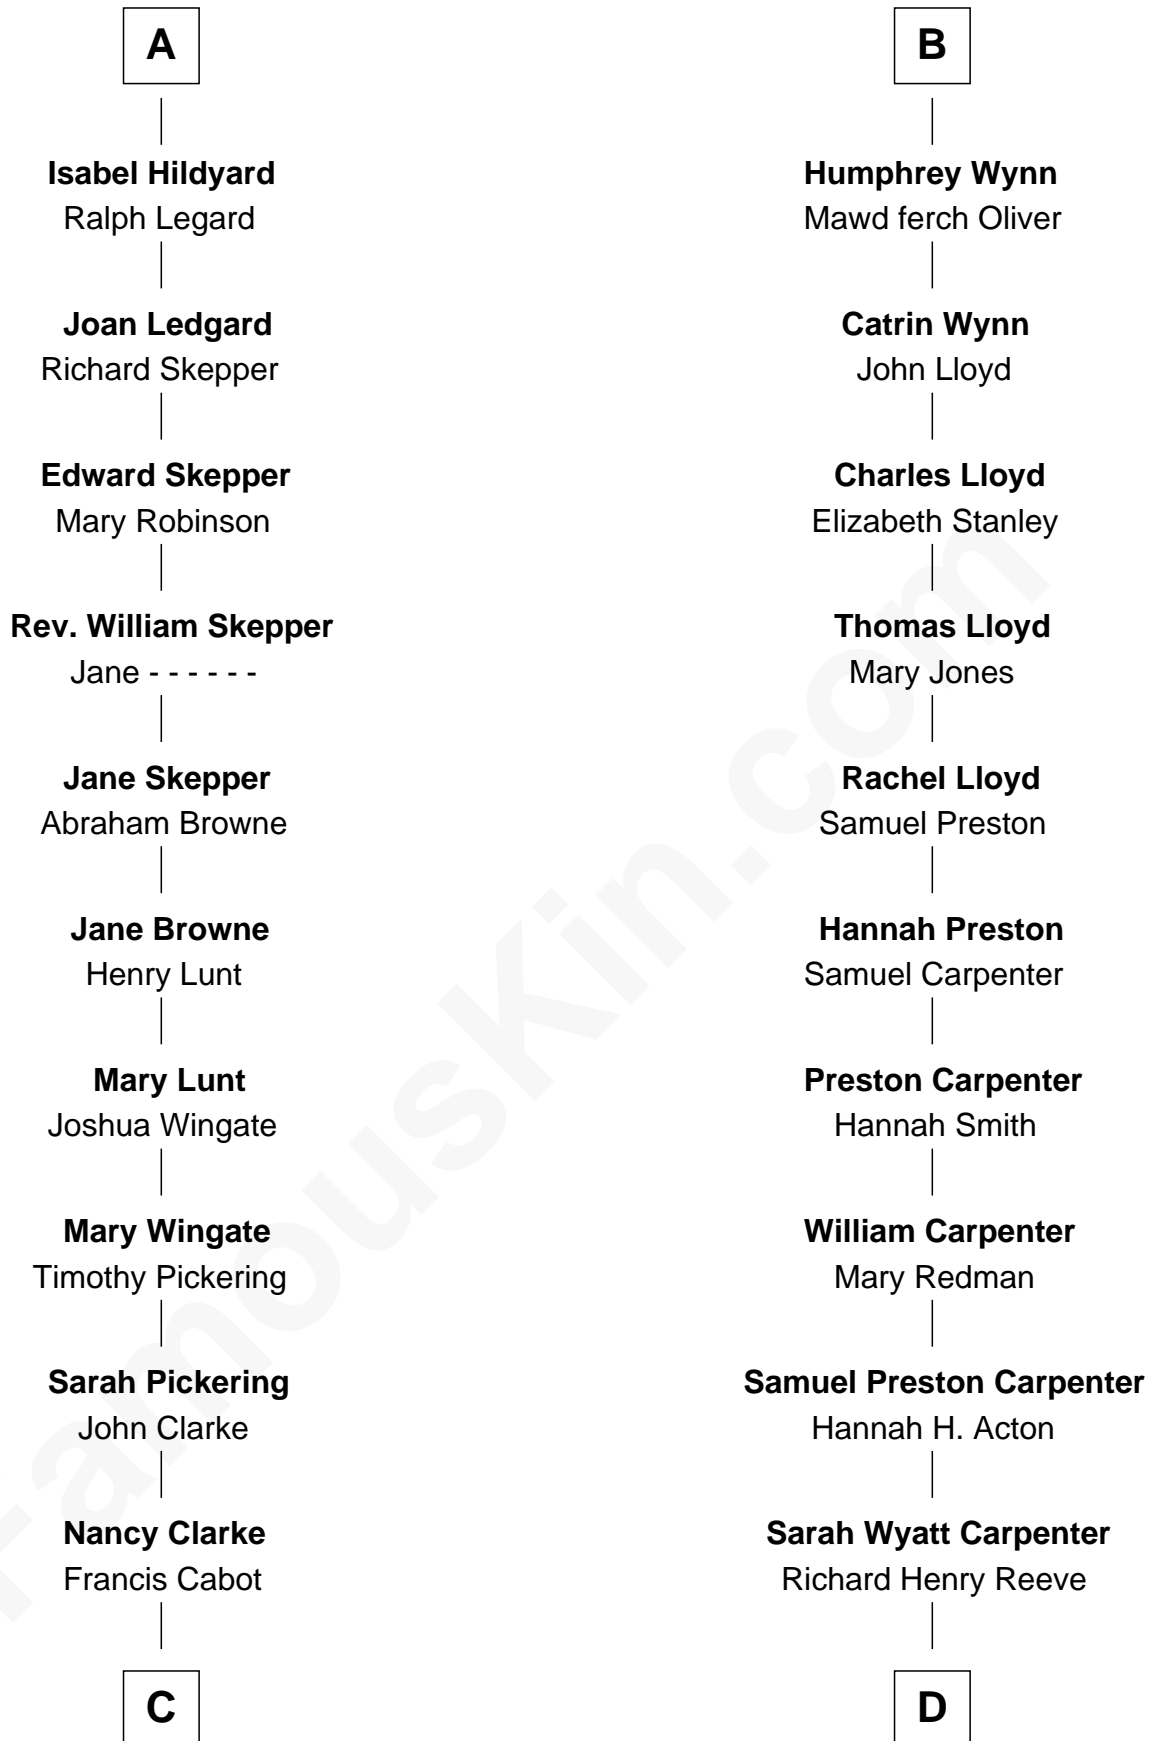 A
Isabel Hildyard
Ralph Legard
Joan Ledgard
Richard Skepper
Edward Skepper
Mary Robinson
Rev. William Skepper
Jane - - - - - -
Jane Skepper
Abraham Browne
Jane Browne
Henry Lunt
Mary Lunt
Joshua Wingate
Mary Wingate
Timothy Pickering
Sarah Pickering
John Clarke
Nancy Clarke
Francis Cabot
C
B
Humphrey Wynn
Mawd ferch Oliver
Catrin Wynn
John Lloyd
Charles Lloyd
Elizabeth Stanley
Thomas Lloyd
Mary Jones
Rachel Lloyd
Samuel Preston
Hannah Preston
Samuel Carpenter
Preston Carpenter
Hannah Smith
William Carpenter
Mary Redman
Samuel Preston Carpenter
Hannah H. Acton
Sarah Wyatt Carpenter
Richard Henry Reeve
D
FamousKin.com